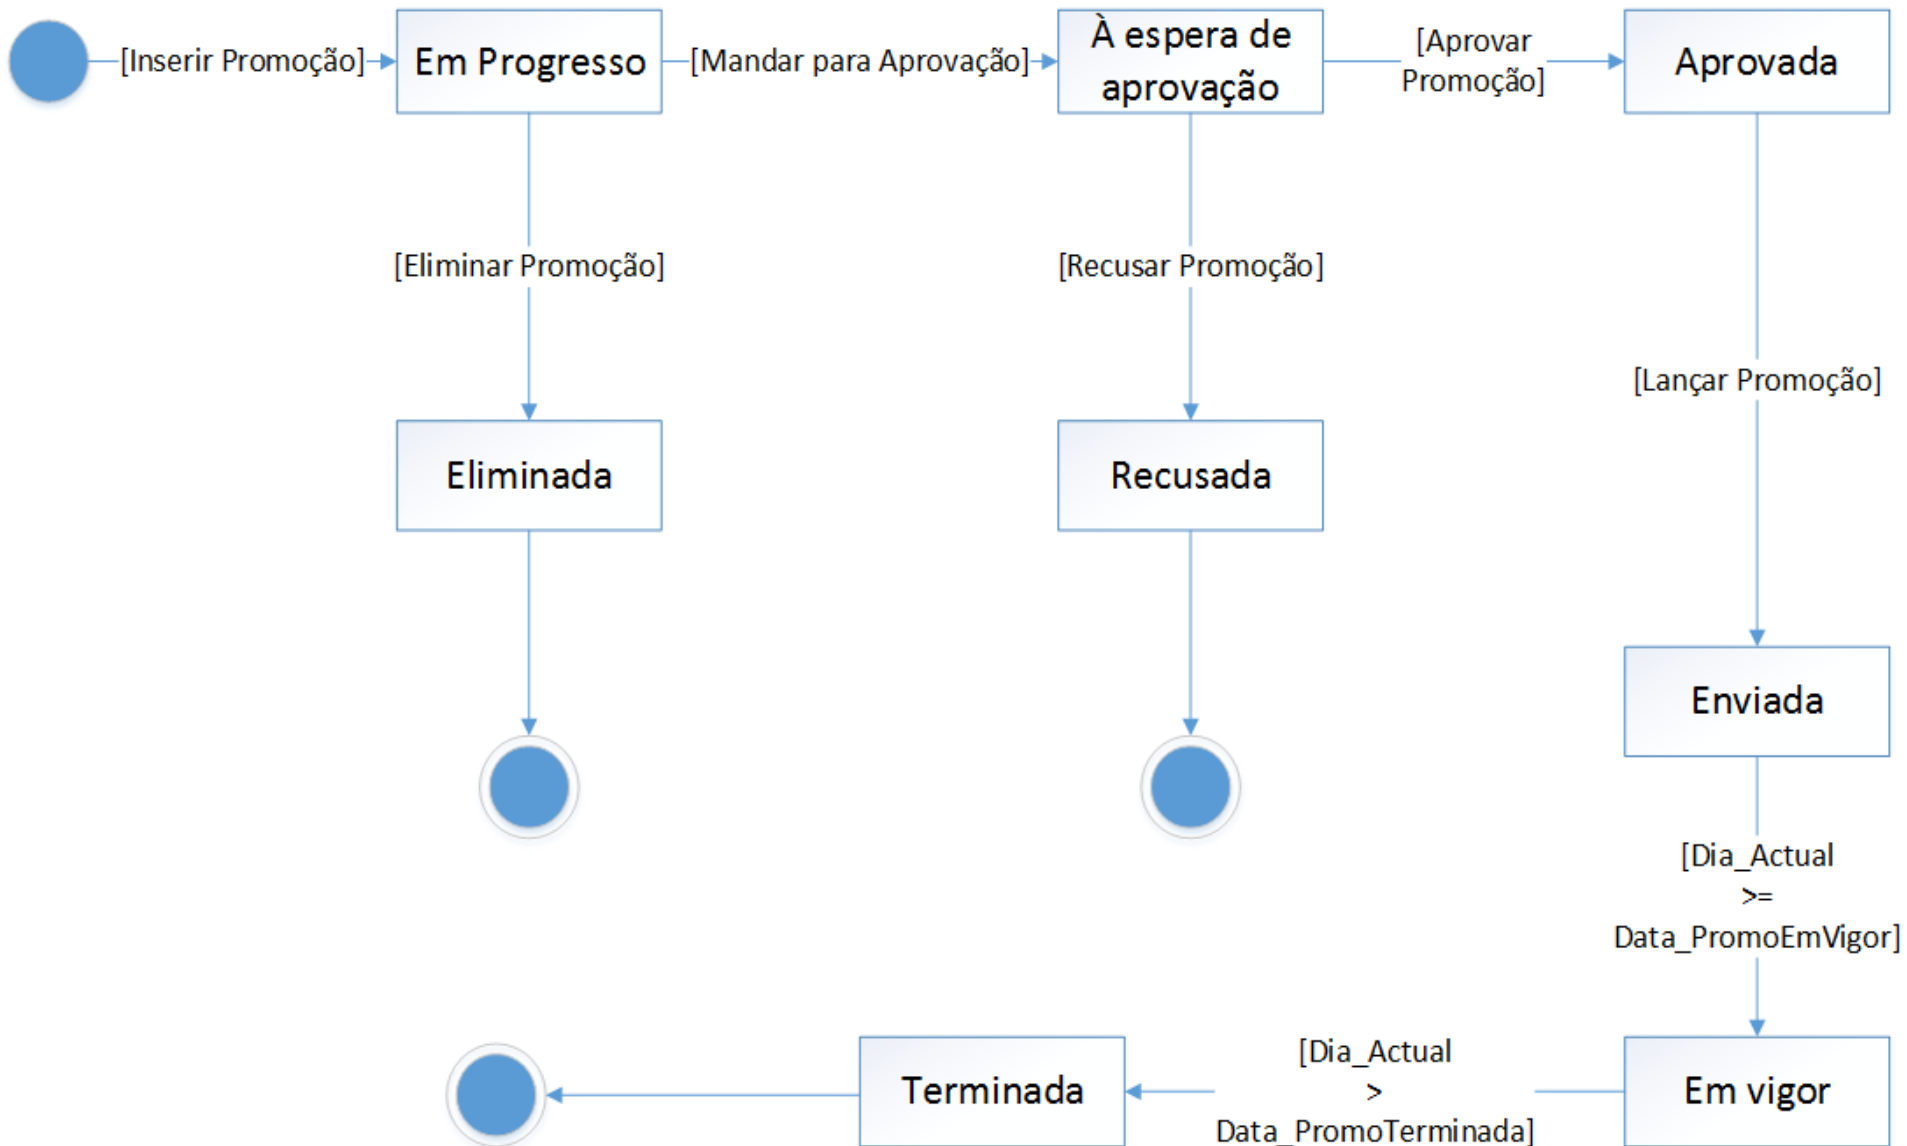 [Inserir Promoção]
Em Progresso
[Mandar para Aprovação]
À espera de
aprovação
[Aprovar
Promoção]
Aprovada
[Eliminar Promoção]
[Recusar Promoção]
[Lançar Promoção]
Eliminada
Recusada
Enviada
[Dia_Actual
>=
Data_PromoEmVigor]
Terminada
[Dia_Actual
>
Data_PromoTerminada]
Em vigor